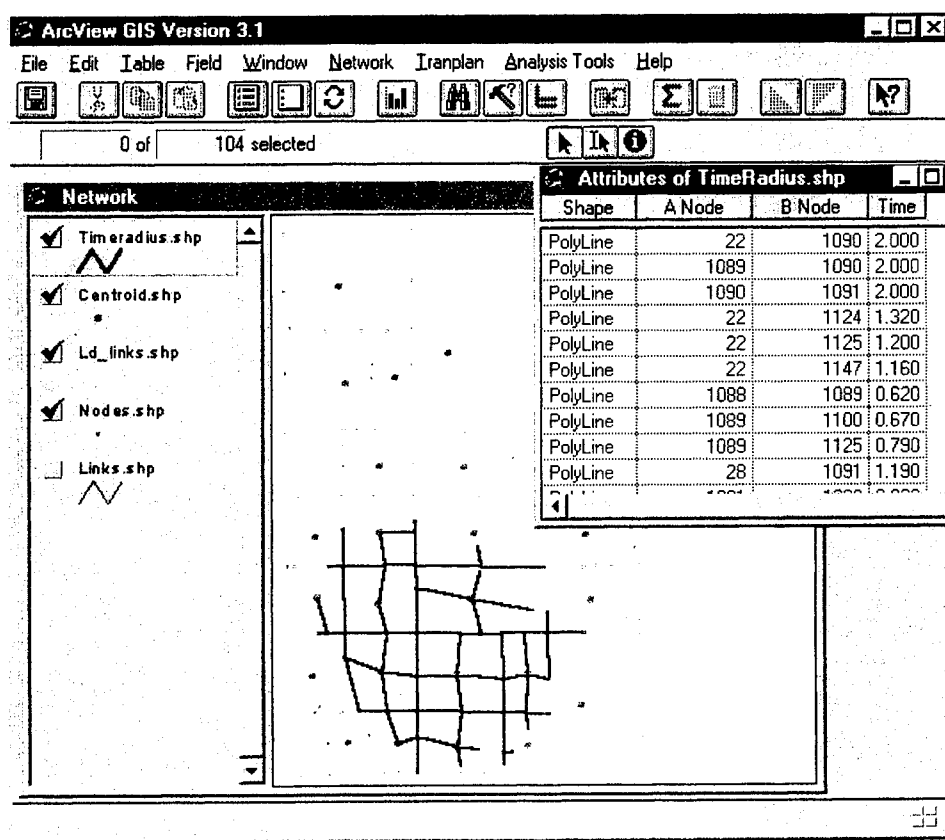 ArcView GIS Version 3.1
File Edit Table Field Window Network Tranplan Analysis Tools Help
0 of 104 selected
Network
Timeradius.shp
Centroid.shp
Ld_links.shp
Nodes.shp
Links.shp
Attributes of TimeRadius.shp
Shape A Node B Node Time
PolyLine 22 1090 2.000
PolyLine 1089 1090 2.000
PolyLine 1090 1091 2.000
PolyLine 22 1124 1.320
PolyLine 22 1125 1.200
PolyLine 22 1147 1.160
PolyLine 1088 1089 0.620
PolyLine 1089 1100 0.670
PolyLine 1089 1125 0.790
PolyLine 28 1091 1.190